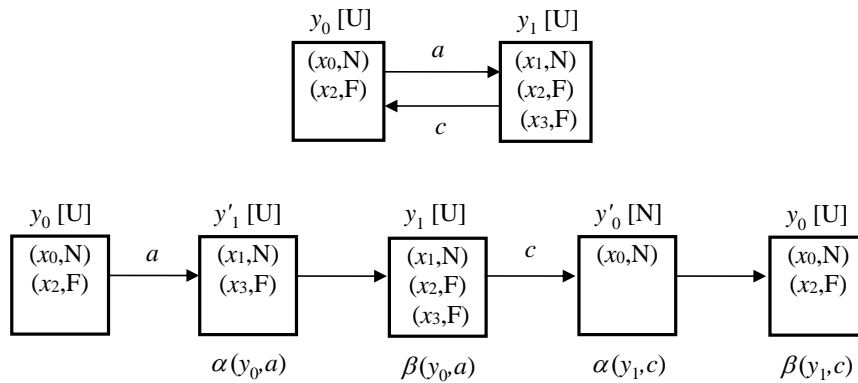 y₀ [U] y₁ [U]
(x₀,N) a (x₁,N)
(x₂,F) (x₂,F)
c (x₃,F)
y₀ [U] y′₁ [U] y₁ [U] y′₀ [N] y₀ [U]
(x₀,N) a (x₁,N) (x₁,N) c (x₀,N) (x₀,N)
(x₂,F) (x₃,F) (x₂,F) (x₂,F)
(x₃,F)
α(y₀,a) β(y₀,a) α(y₁,c) β(y₁,c)